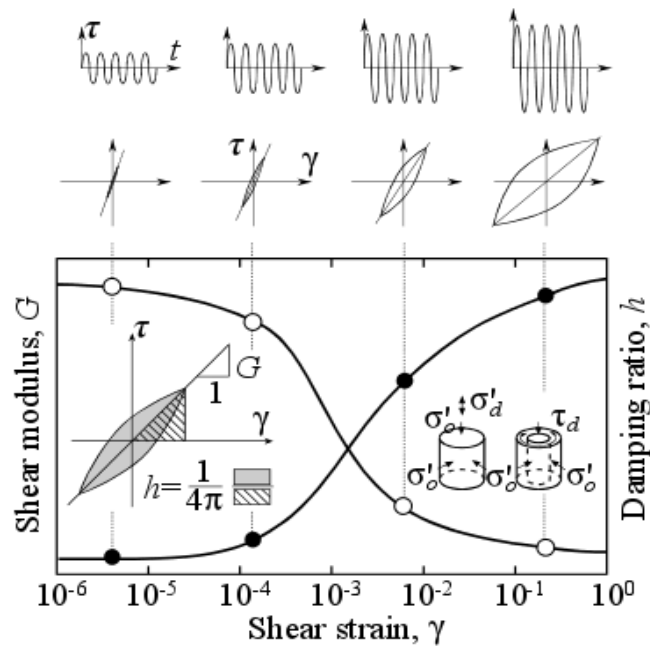 τ
t
τ
γ
Shear modulus, G
Damping ratio, h
τ
G
1
γ
h = 1/4π
σ'ₒ
σ'd
τd
σ'ₒ
σ'ₒ
σ'ₒ
10⁻⁶ 10⁻⁵ 10⁻⁴ 10⁻³ 10⁻² 10⁻¹ 10⁰
Shear strain, γ